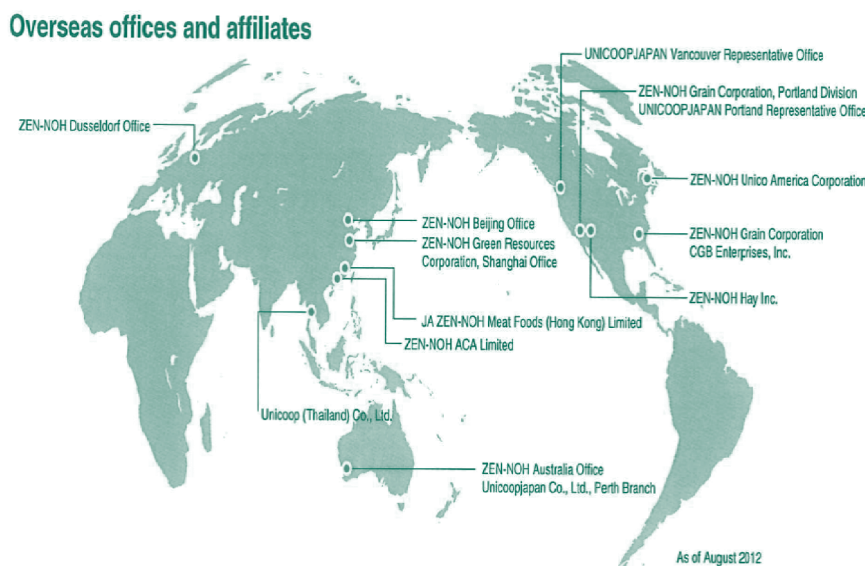 Overseas offices and affiliates
UNICOOPJAPAN Vancouver Representative Office
ZEN-NOH Grain Corporation, Portland Division
UNICOOPJAPAN Portland Representative Office
ZEN-NOH Dusseldorf Office
ZEN-NOH Unico America Corporation
ZEN-NOH Beijing Office
ZEN-NOH Green Resources
Corporation, Shanghai Office
ZEN-NOH Grain Corporation
CGB Enterprises, Inc.
ZEN-NOH Hay Inc.
JA ZEN-NOH Meat Foods (Hong Kong) Limited
ZEN-NOH ACA Limited
Unicoop (Thailand) Co., Ltd.
ZEN-NOH Australia Office
Unicoopjapan Co., Ltd., Perth Branch
As of August 2012